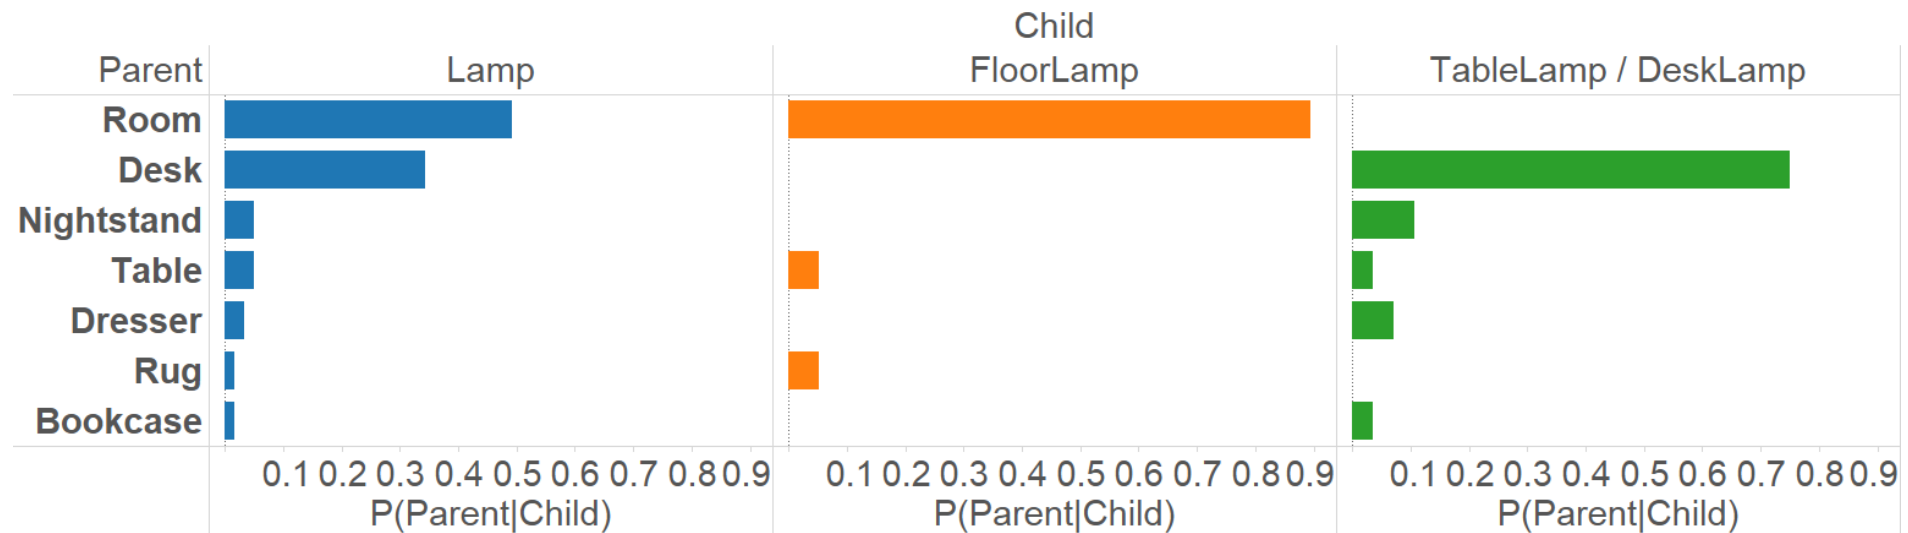 Child
Parent Lamp FloorLamp TableLamp / DeskLamp
Room
Desk
Nightstand
Table
Dresser
Rug
Bookcase
0.1 0.2 0.3 0.4 0.5 0.6 0.7 0.8 0.9 0.1 0.2 0.3 0.4 0.5 0.6 0.7 0.8 0.9 0.1 0.2 0.3 0.4 0.5 0.6 0.7 0.8 0.9
P(Parent|Child) P(Parent|Child) P(Parent|Child)